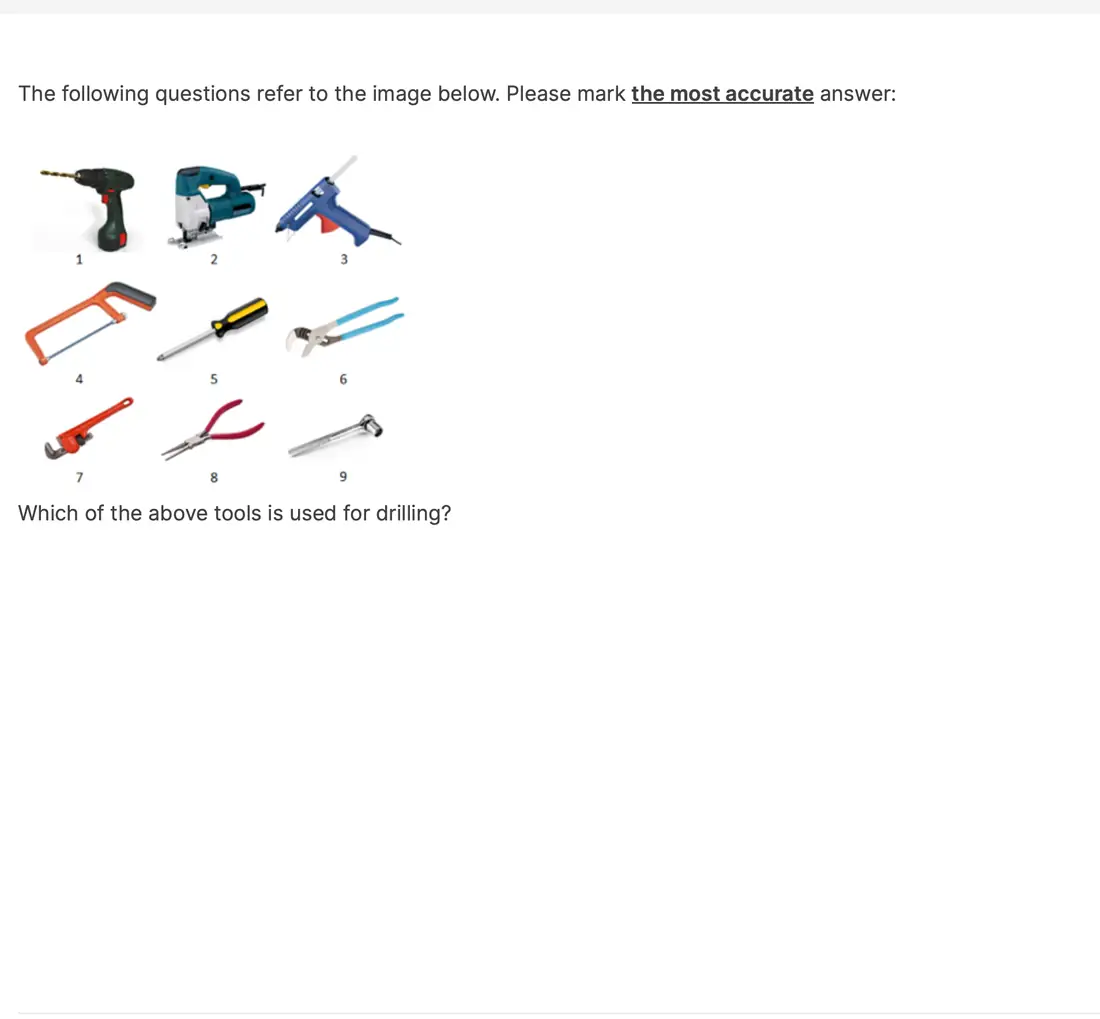 The following questions refer to the image below. Please mark the most accurate answer:
1 2 3
4 5 6
7 8 9
Which of the above tools is used for drilling?